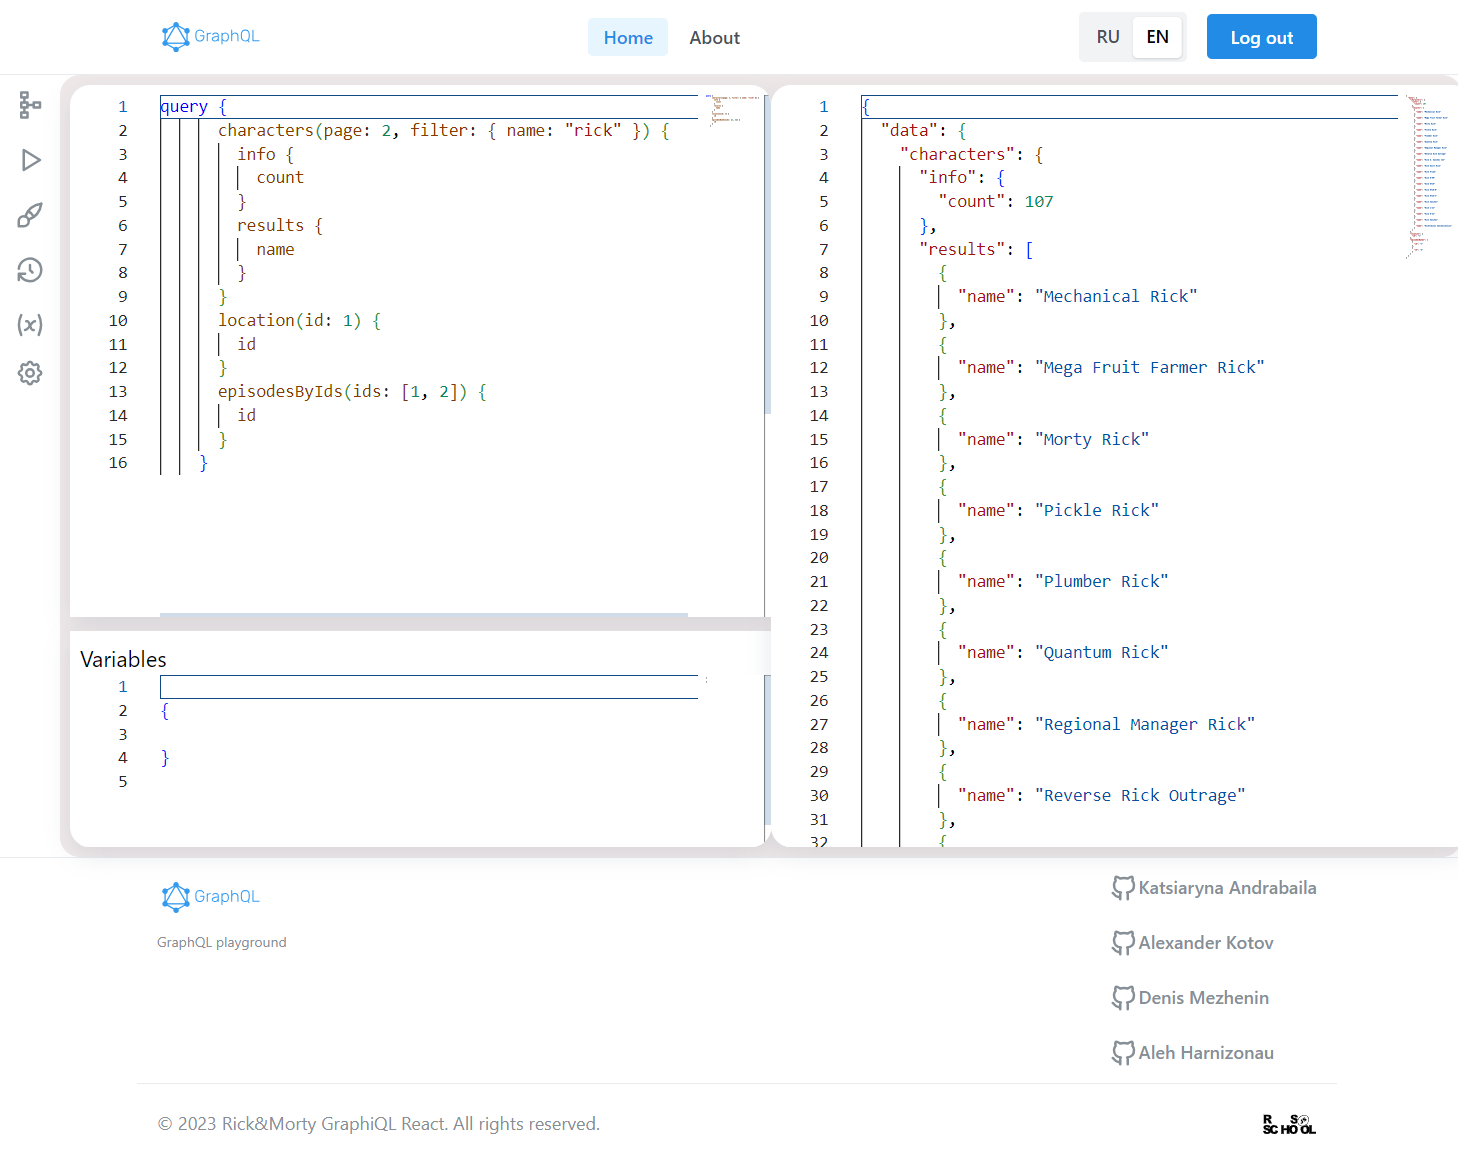 GraphQL
Home
About
RU
EN
Log out
1 query {
2 characters(page: 2, filter: { name: "rick" }) {
3 info {
4 count
5 }
6 results {
7 name
8 }
9 }
10 location(id: 1) {
11 id
12 }
13 episodesByIds(ids: [1, 2]) {
14 id
15 }
16 }
Variables
1
2 {
3
4 }
5
1 {
2 "data": {
3 "characters": {
4 "info": {
5 "count": 107
6 },
7 "results": [
8 {
9 "name": "Mechanical Rick"
10 },
11 {
12 "name": "Mega Fruit Farmer Rick"
13 },
14 {
15 "name": "Morty Rick"
16 },
17 {
18 "name": "Pickle Rick"
19 },
20 {
21 "name": "Plumber Rick"
22 },
23 {
24 "name": "Quantum Rick"
25 },
26 {
27 "name": "Regional Manager Rick"
28 },
29 {
30 "name": "Reverse Rick Outrage"
31 },
32 {
GraphQL
GraphQL playground
Katsiaryna Andrabaila
Alexander Kotov
Denis Mezhenin
Aleh Harnizonau
© 2023 Rick&Morty GraphiQL React. All rights reserved.
RS
SCHOOL